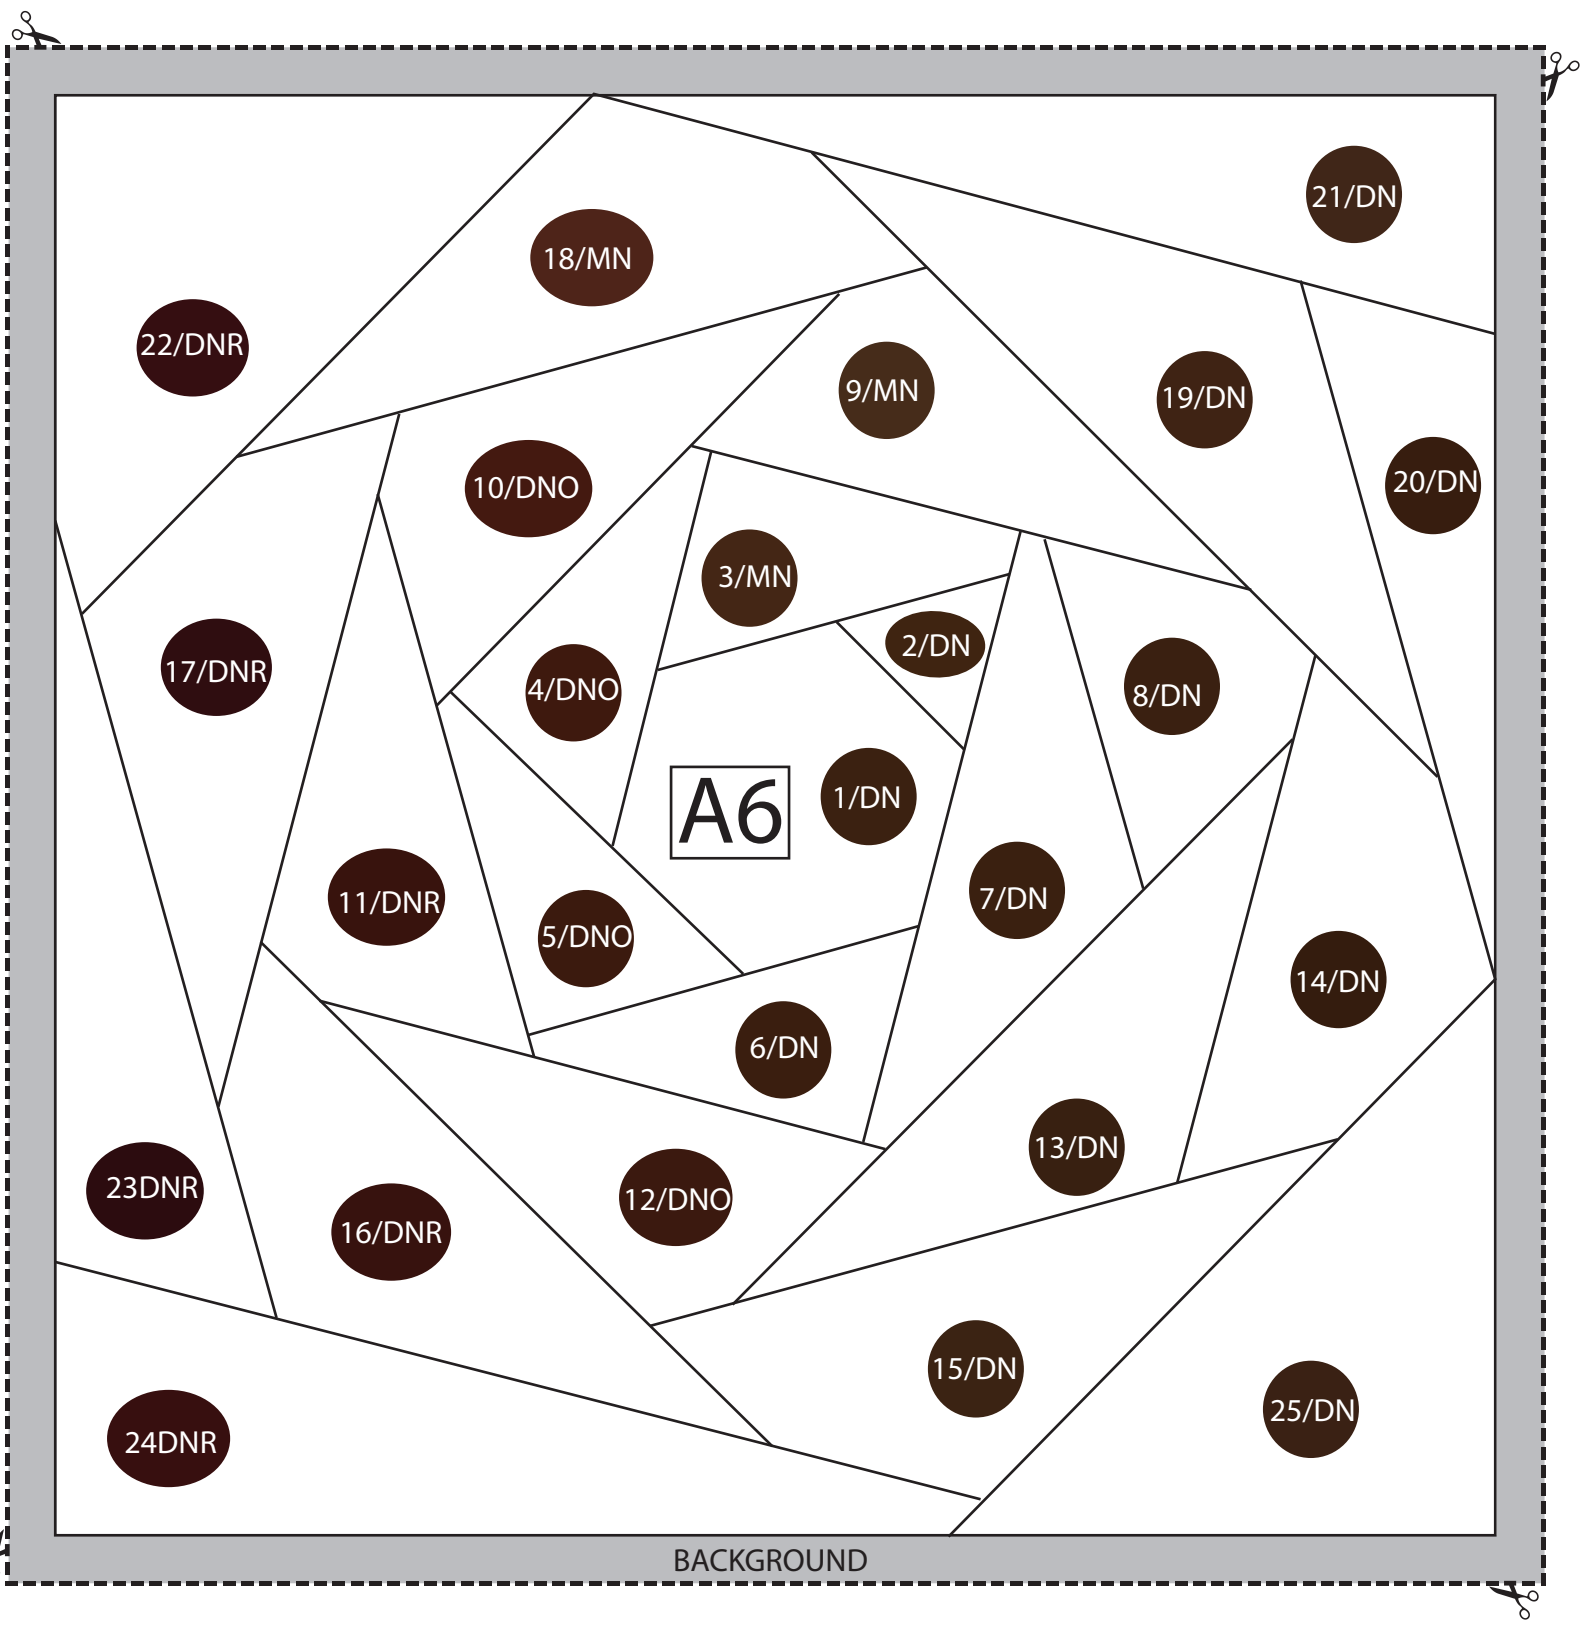 21/DN
18/MN
22/DNR
9/MN
19/DN
20/DN
10/DNO
3/MN
2/DN
17/DNR
4/DNO
8/DN
A6
1/DN
11/DNR
7/DN
5/DNO
14/DN
6/DN
13/DN
23DNR
12/DNO
16/DNR
15/DN
25/DN
24DNR
BACKGROUND